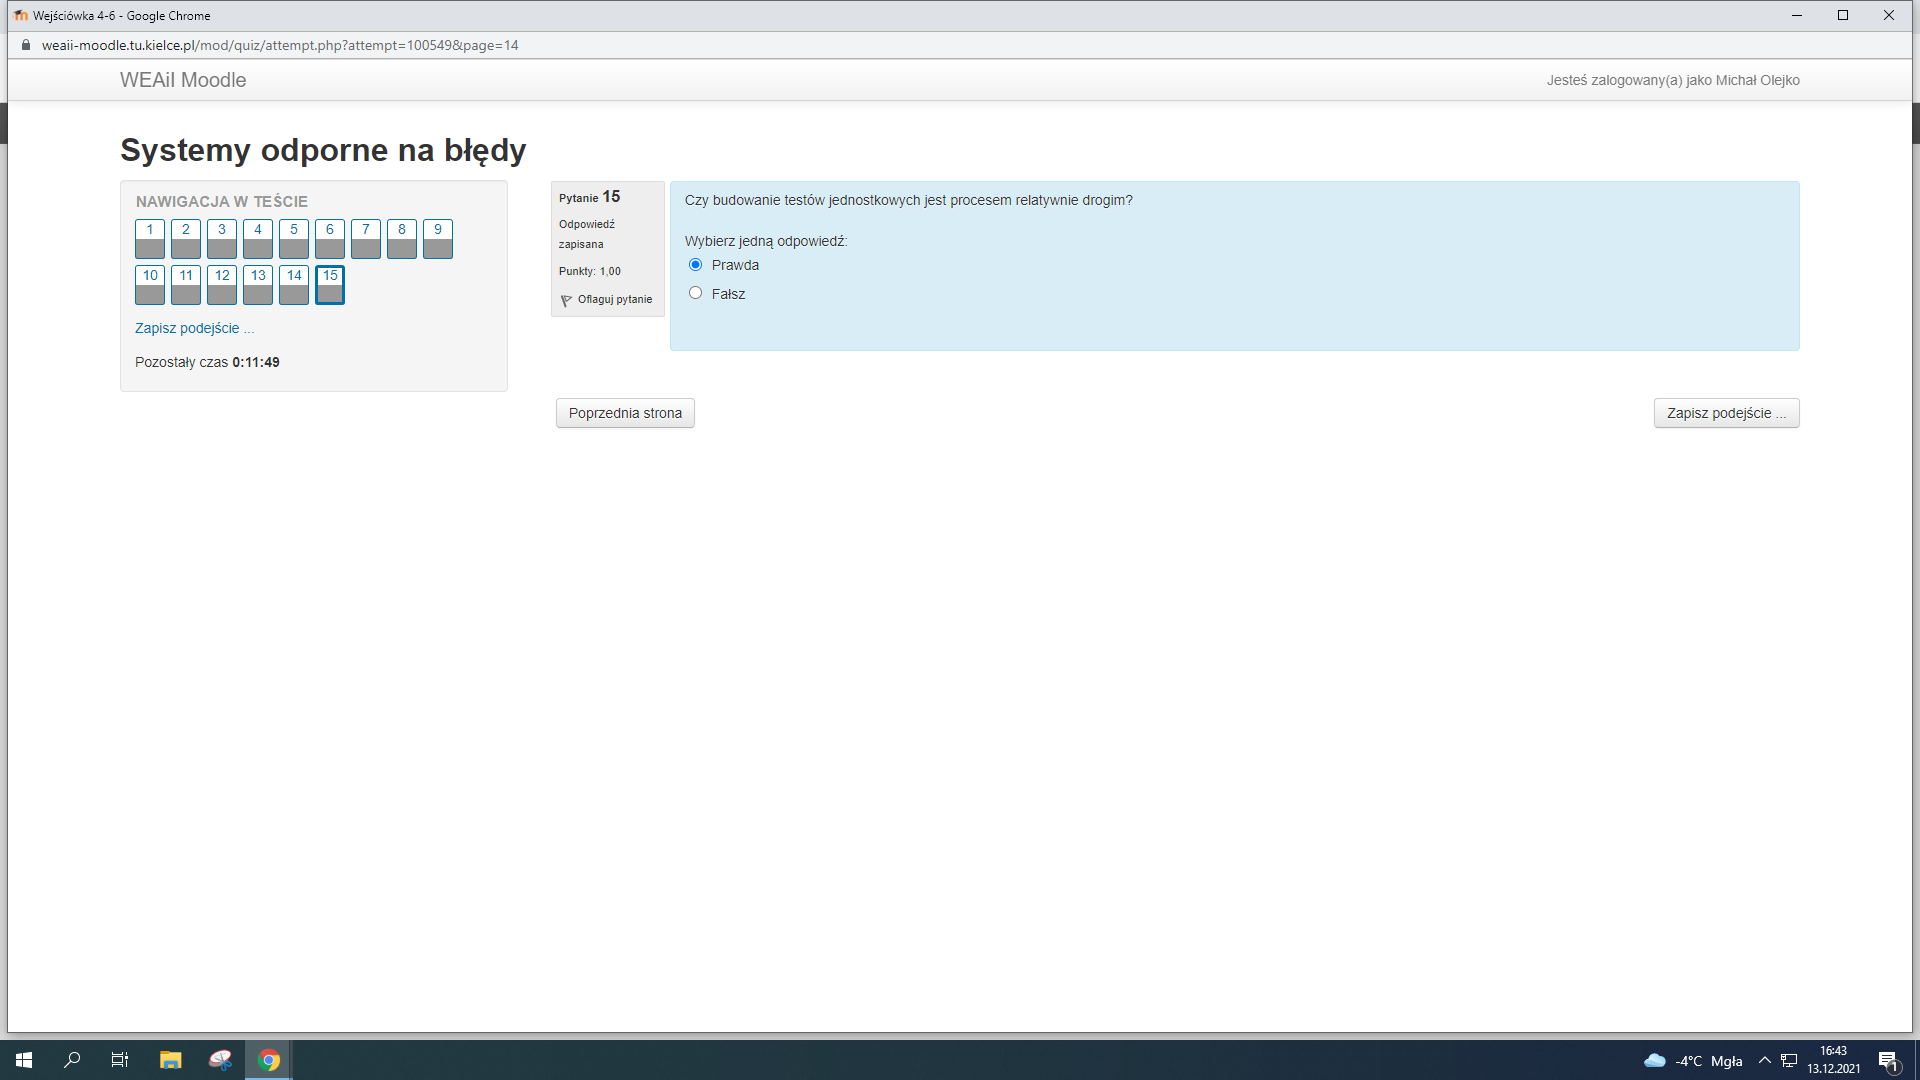 Wejściówka 4-6 - Google Chrome
weaii-moodle.tu.kielce.pl/mod/quiz/attempt.php?attempt=100549&page=14
WEAiI Moodle
Jesteś zalogowany(a) jako Michał Olejko
Systemy odporne na błędy
NAWIGACJA W TEŚCIE
1 2 3 4 5 6 7 8 9
10 11 12 13 14 15
Zapisz podejście ...
Pozostały czas 0:11:49
Pytanie 15
Odpowiedź
zapisana
Punkty: 1,00
Oflaguj pytanie
Czy budowanie testów jednostkowych jest procesem relatywnie drogim?
Wybierz jedną odpowiedź:
Prawda
Fałsz
Poprzednia strona
Zapisz podejście ...
-4°C Mgła
16:43
13.12.2021
1